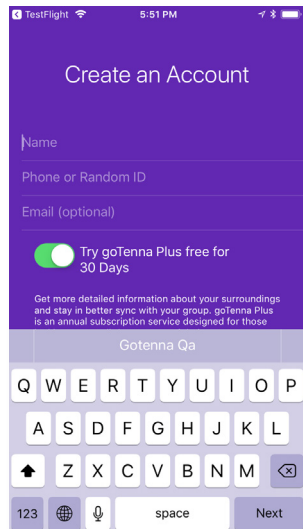 TestFlight 5:51 PM
Create an Account
Name
Phone or Random ID
Email (optional)
Try goTenna Plus free for
30 Days
Get more detailed information about your surroundings
and stay in better sync with your group. goTenna Plus
is an annual subscription service designed for those
Gotenna Qa
Q W E R T Y U I O P
A S D F G H J K L
Z X C V B N M
123 space Next